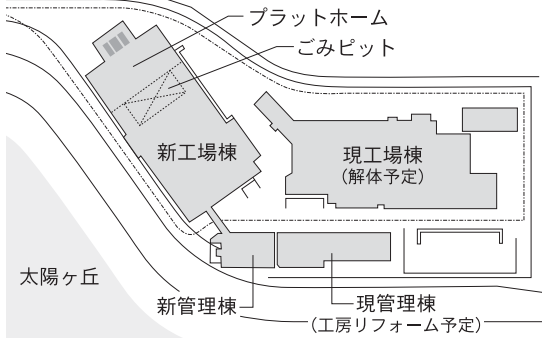 プラットホーム
ごみピット
新工場棟
現工場棟
(解体予定)
太陽ヶ丘
新管理棟
現管理棟
(工房リフォーム予定)